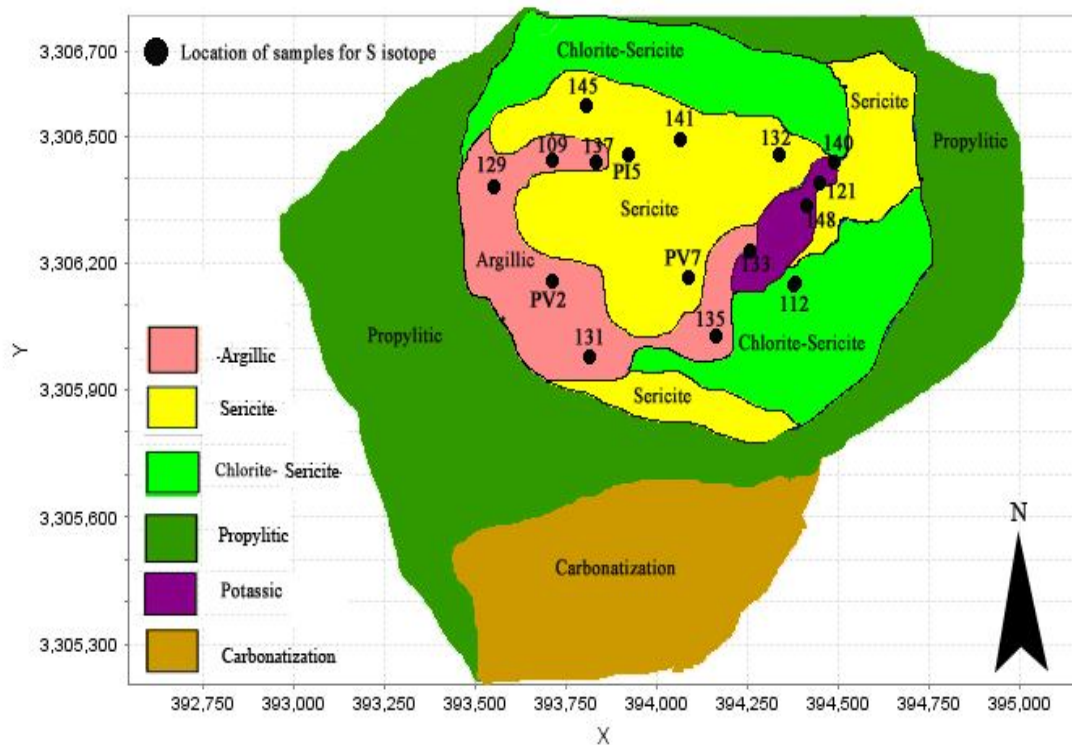 Location of samples for S isotope
3,306,700
3,306,500
3,306,200
3,305,900
3,305,600
3,305,300
Y
Chlorite-Sericite
Sericite
Propylitic
145
141
132
140
109
137
PI5
129
121
148
Sericite
Argillic
PV7
133
PV2
112
135
131
Propylitic
Chlorite-Sericite
Sericite
Carbonatization
-Argillic
Sericite-
Chlorite- Sericite-
Propylitic
Potassic
Carbonatization
N
392,750 393,000 393,250 393,500 393,750 394,000 394,250 394,500 394,750 395,000
X